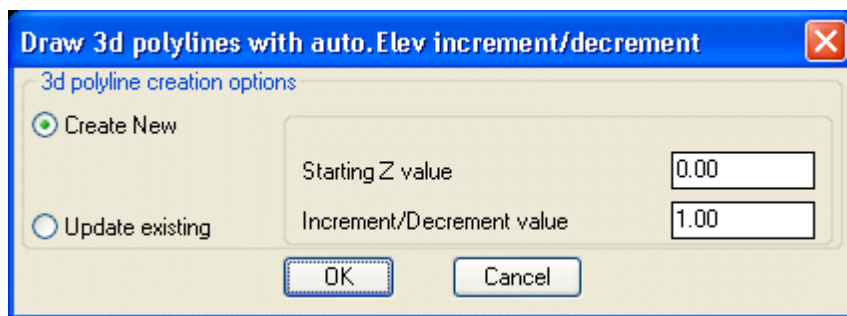 Draw 3d polylines with auto.Elev increment/decrement
3d polyline creation options
Create New
Starting Z value 0.00
Update existing
Increment/Decrement value 1.00
OK Cancel